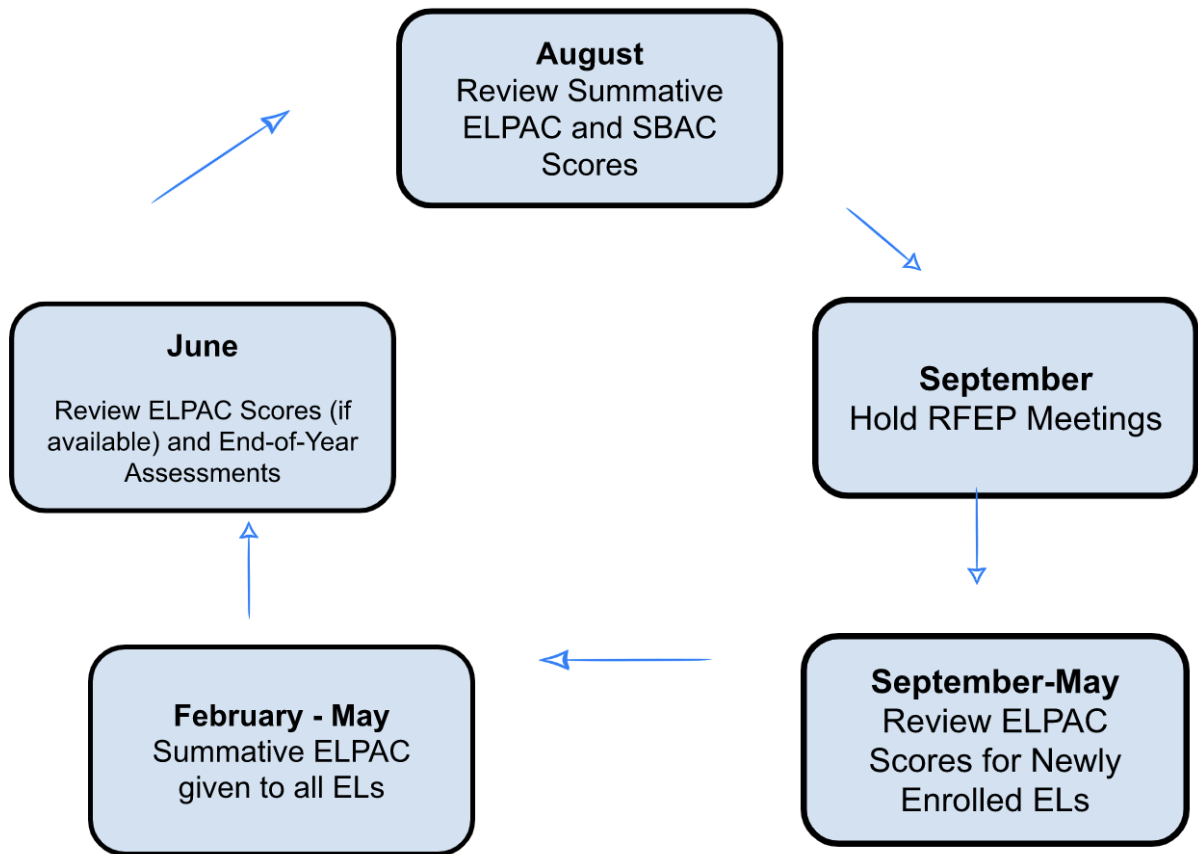 August
Review Summative
ELPAC and SBAC
Scores
September
Hold RFEP Meetings
September-May
Review ELPAC
Scores for Newly
Enrolled ELs
February - May
Summative ELPAC
given to all ELs
June
Review ELPAC Scores (if
available) and End-of-Year
Assessments